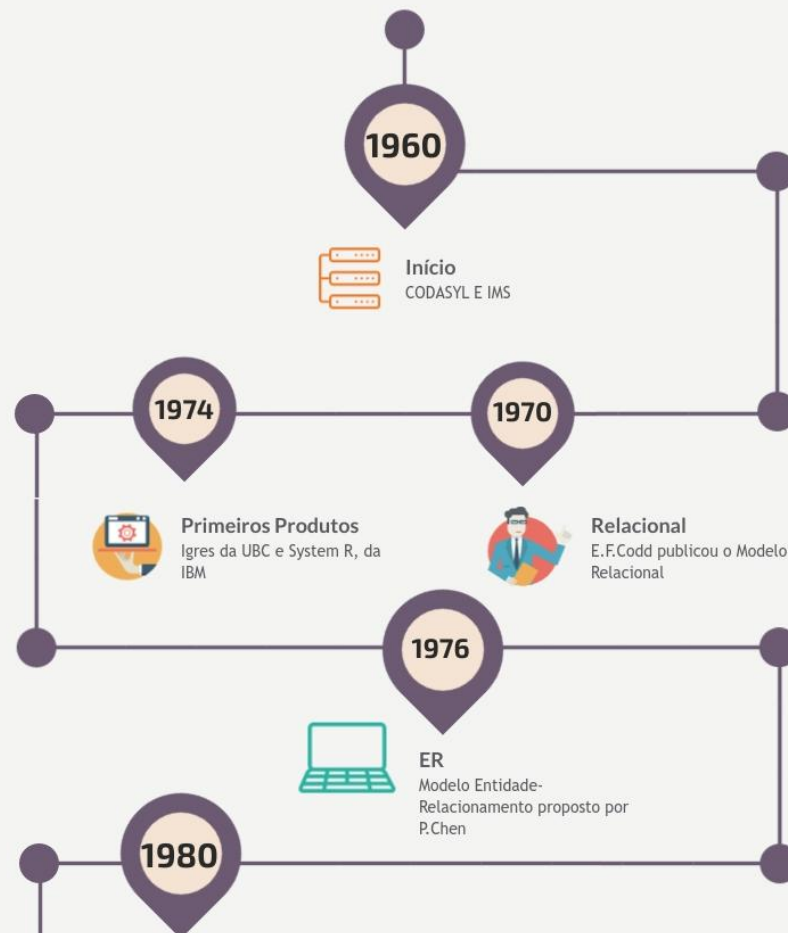 1960
Início
CODASYL E IMS
1970
Relacional
E.F.Codd publicou o Modelo
Relacional
1974
Primeiros Produtos
Igres da UBC e System R, da
IBM
1976
ER
Modelo Entidade-
Relacionamento proposto por
P.Chen
1980